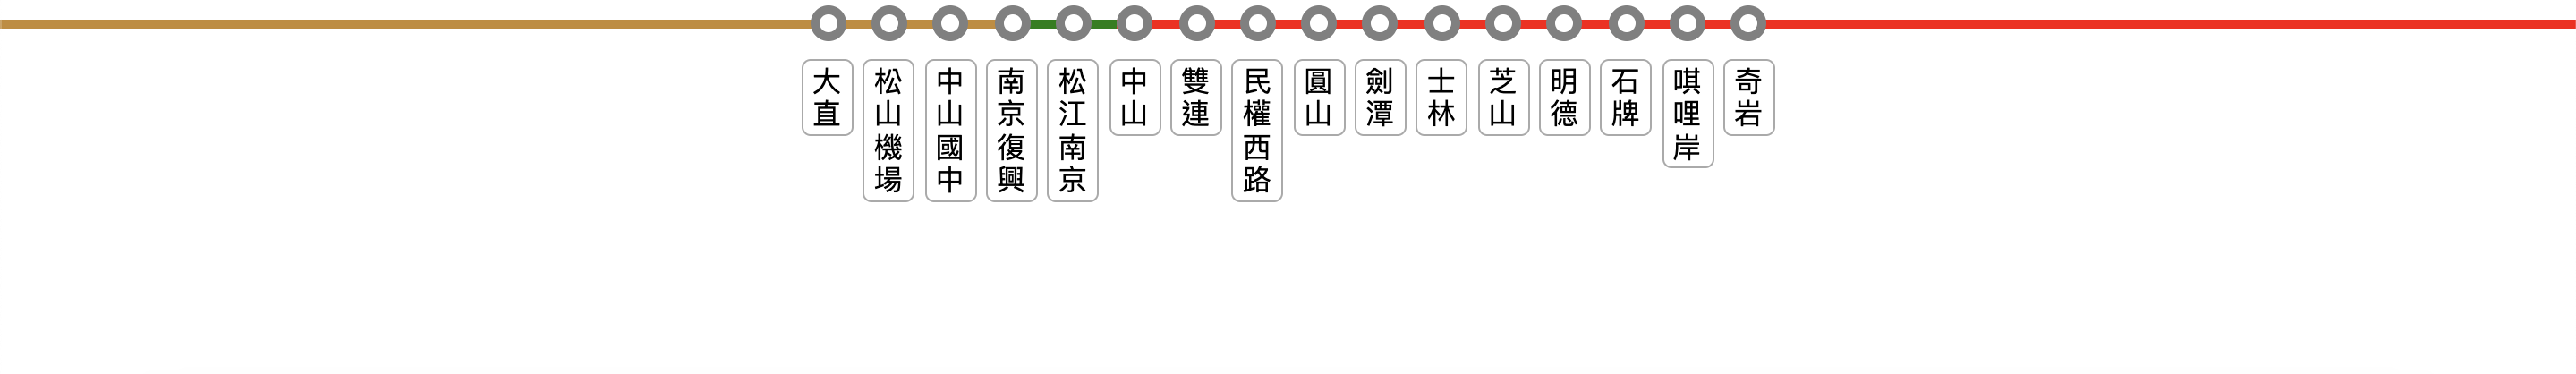 大直
松山機場
中山國中
南京復興
松江南京
中山
雙連
民權西路
圓山
劍潭
士林
芝山
明德
石牌
唭哩岸
奇岩